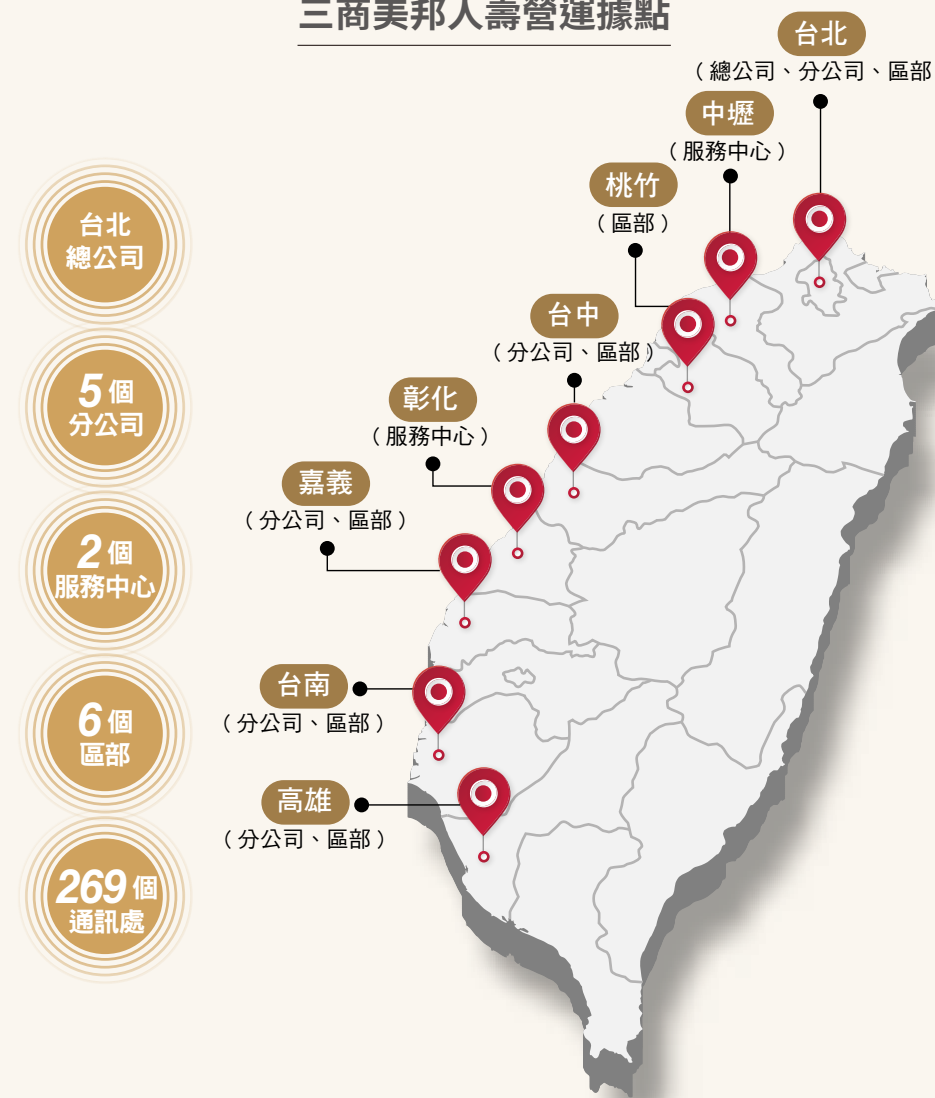 三商美邦人壽營運據點
台北
總公司
5個
分公司
2個
服務中心
6個
區部
269個
通訊處
台北
（總公司、分公司、區部
中壢
（服務中心）
桃竹
（區部）
台中
（分公司、區部）
彰化
（服務中心）
嘉義
（分公司、區部）
台南
（分公司、區部）
高雄
（分公司、區部）